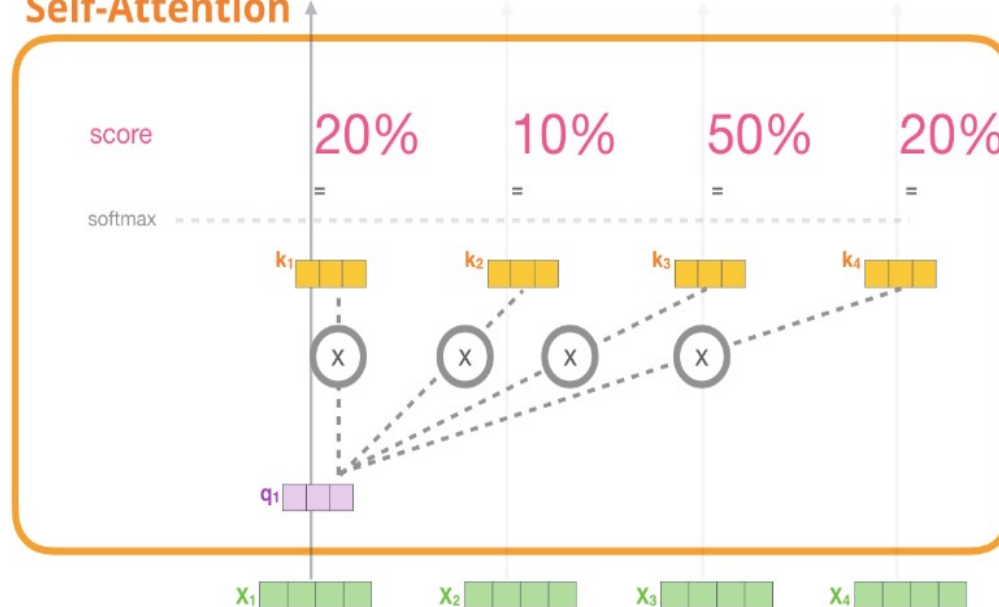 Self-Attention
score 20% 10% 50% 20%
= = = =
softmax
k₁ k₂ k₃ k₄
x x x x
q₁
X₁ X₂ X₃ X₄